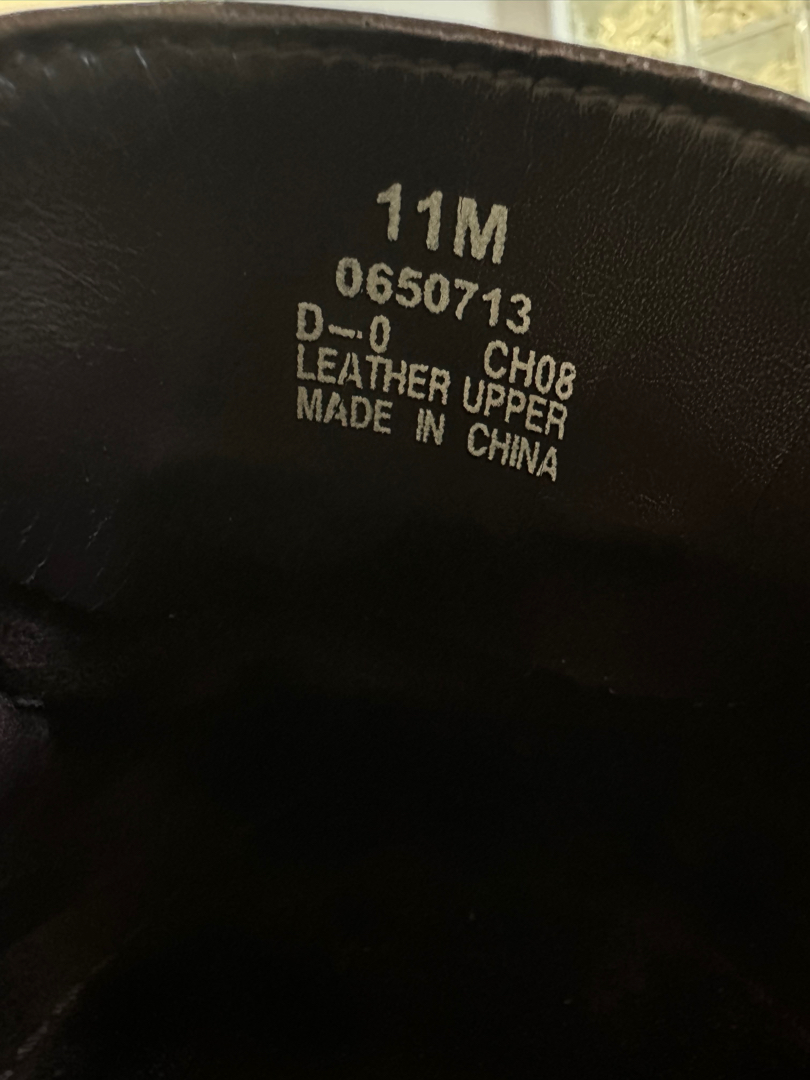 11M
0650713
D--0 CH08
LEATHER UPPER
MADE IN CHINA